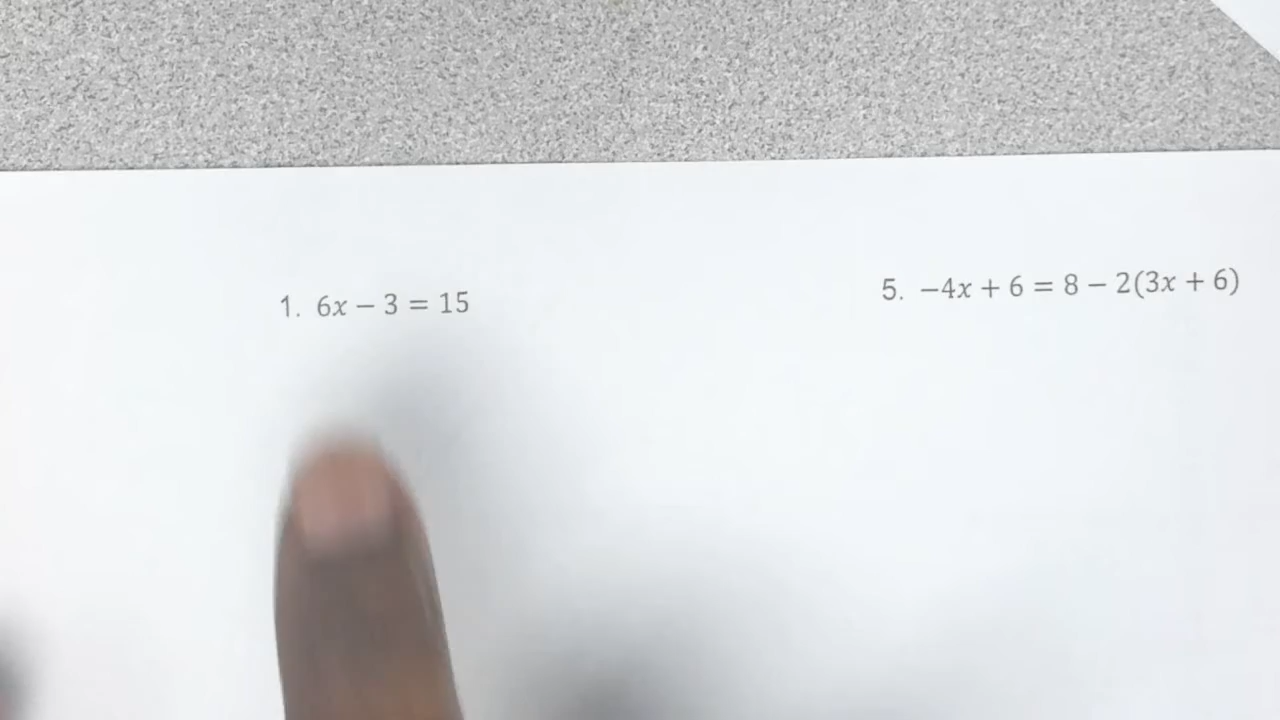 1. 6x − 3 = 15
5. −4x + 6 = 8 − 2(3x + 6)